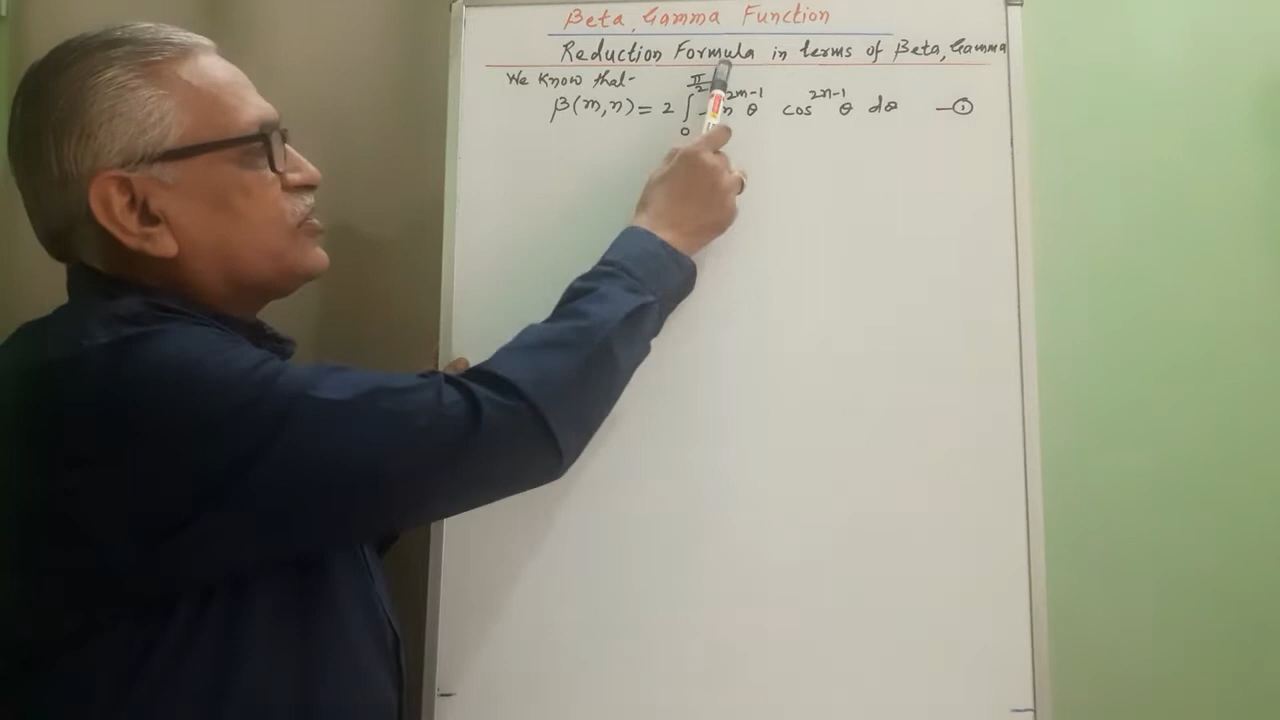 Beta, Gamma Function
Reduction Formula in terms of Beta, Gamma
We Know that-
β(m,n) = 2 ∫₀^{π/2} n^{2m-1} θ cos^{2n-1} θ dθ —①